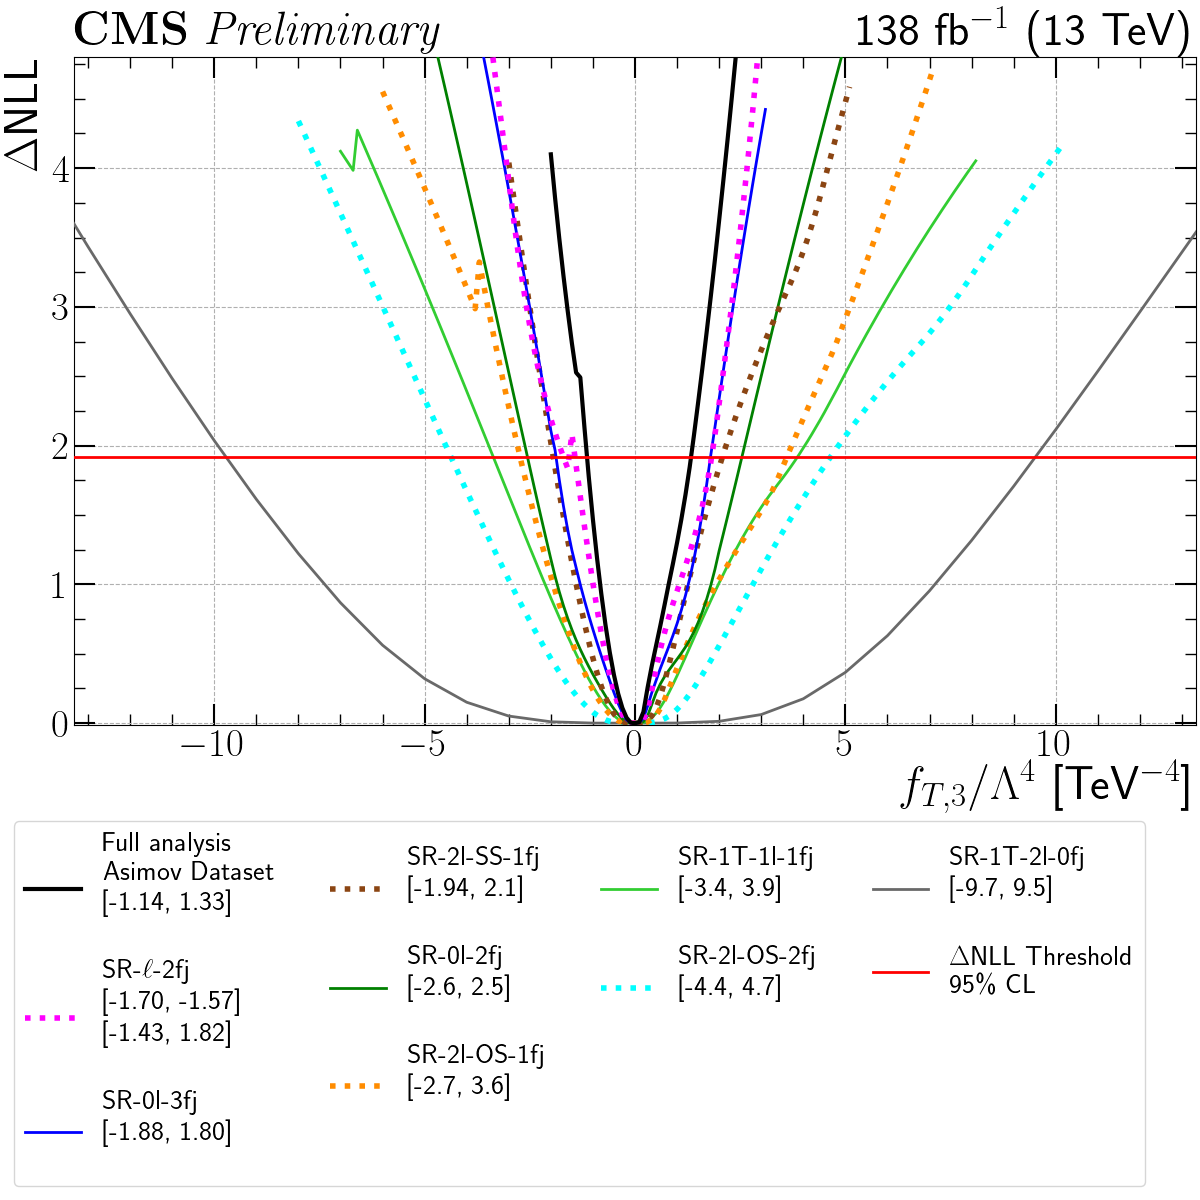 CMS Preliminary 138 fb⁻¹ (13 TeV)
ΔNLL
4
3
2
1
0
−10 −5 0 5 10
f_{T,3}/Λ⁴ [TeV⁻⁴]
Full analysis
Asimov Dataset
[-1.14, 1.33]
SR-ℓ-2fj
[-1.70, -1.57]
[-1.43, 1.82]
SR-0l-3fj
[-1.88, 1.80]
SR-2l-SS-1fj
[-1.94, 2.1]
SR-0l-2fj
[-2.6, 2.5]
SR-2l-OS-1fj
[-2.7, 3.6]
SR-1T-1l-1fj
[-3.4, 3.9]
SR-2l-OS-2fj
[-4.4, 4.7]
SR-1T-2l-0fj
[-9.7, 9.5]
ΔNLL Threshold
95% CL